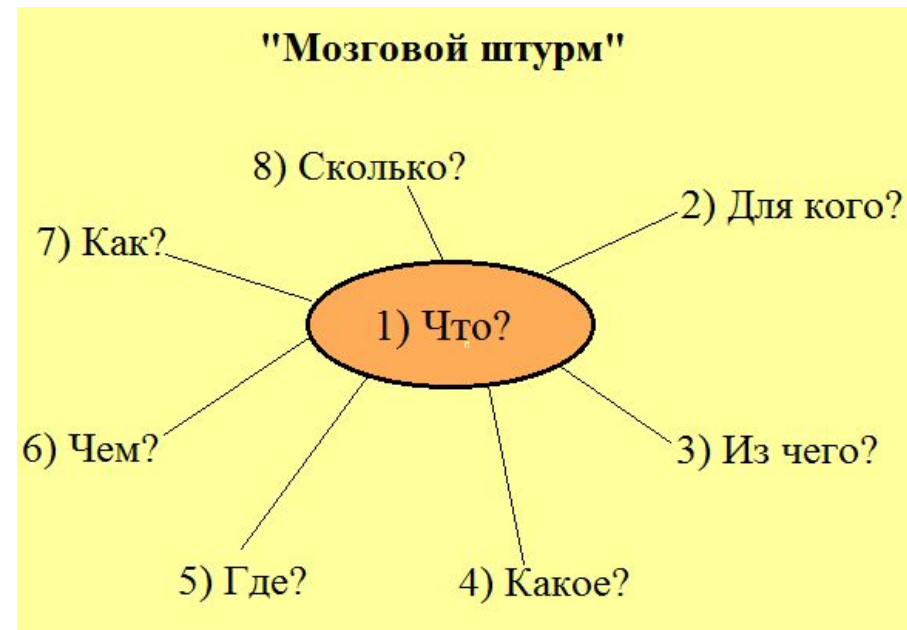 "Мозговой штурм"
8) Сколько?
2) Для кого?
7) Как?
1) Что?
6) Чем?
3) Из чего?
5) Где?
4) Какое?